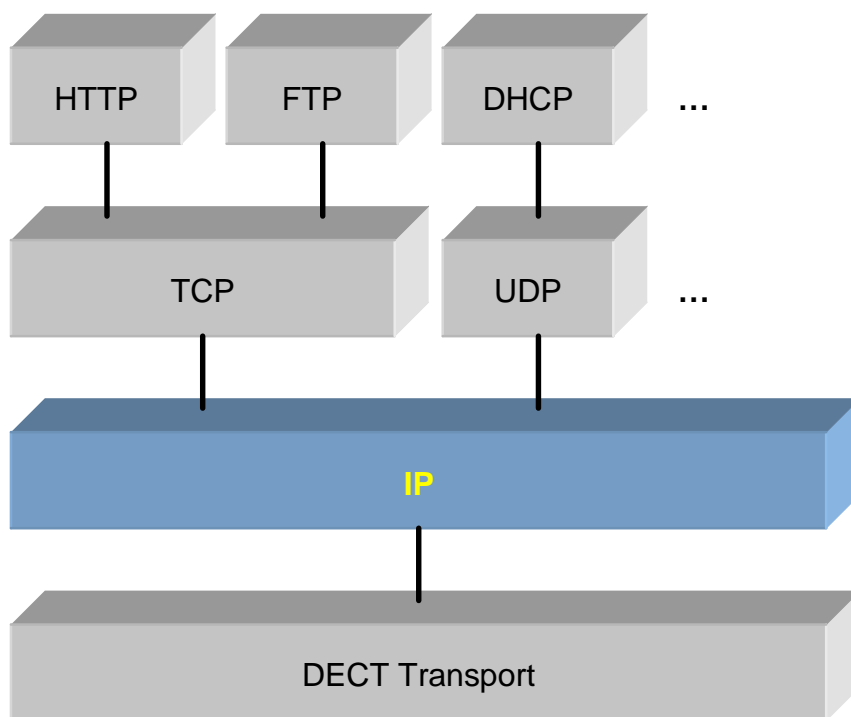 HTTP FTP DHCP ...
TCP UDP ...
IP
DECT Transport